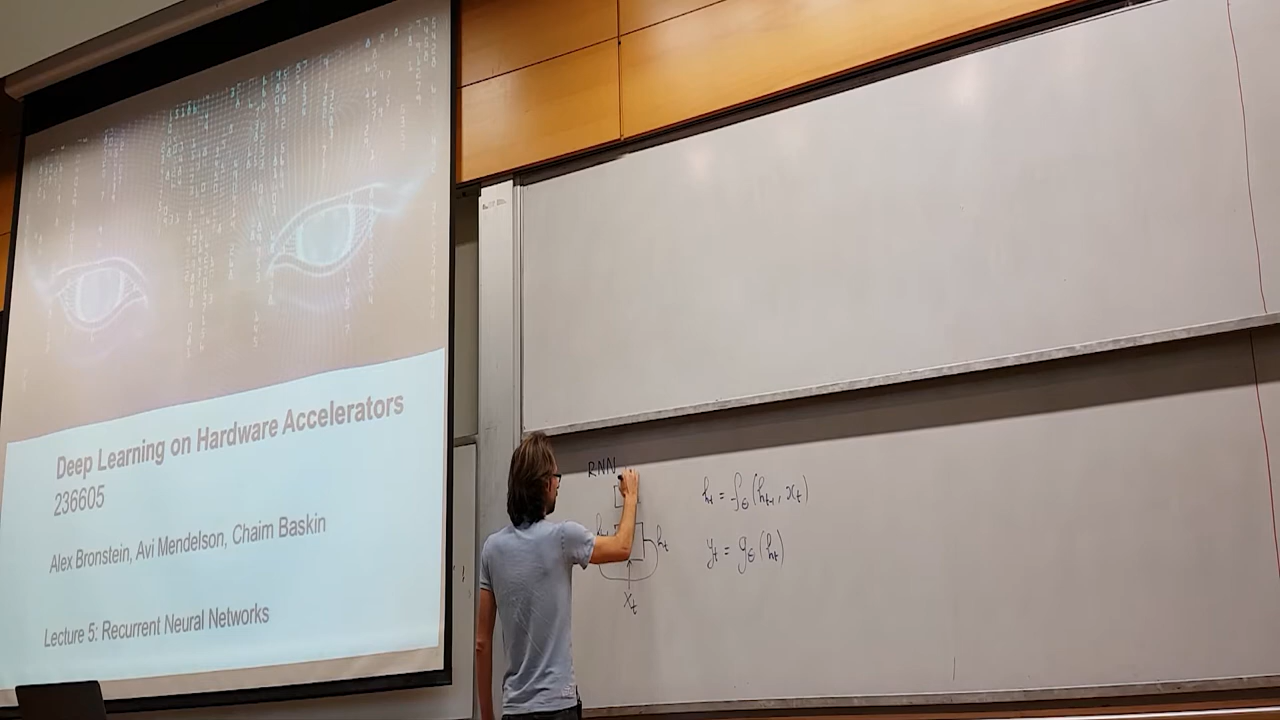 Deep Learning on Hardware Accelerators
236605
Alex Bronstein, Avi Mendelson, Chaim Baskin
Lecture 5: Recurrent Neural Networks
RNN
h_t
x_t
h_t = f_θ(h_{t-1}, x_t)
y_t = g_θ(h_t)